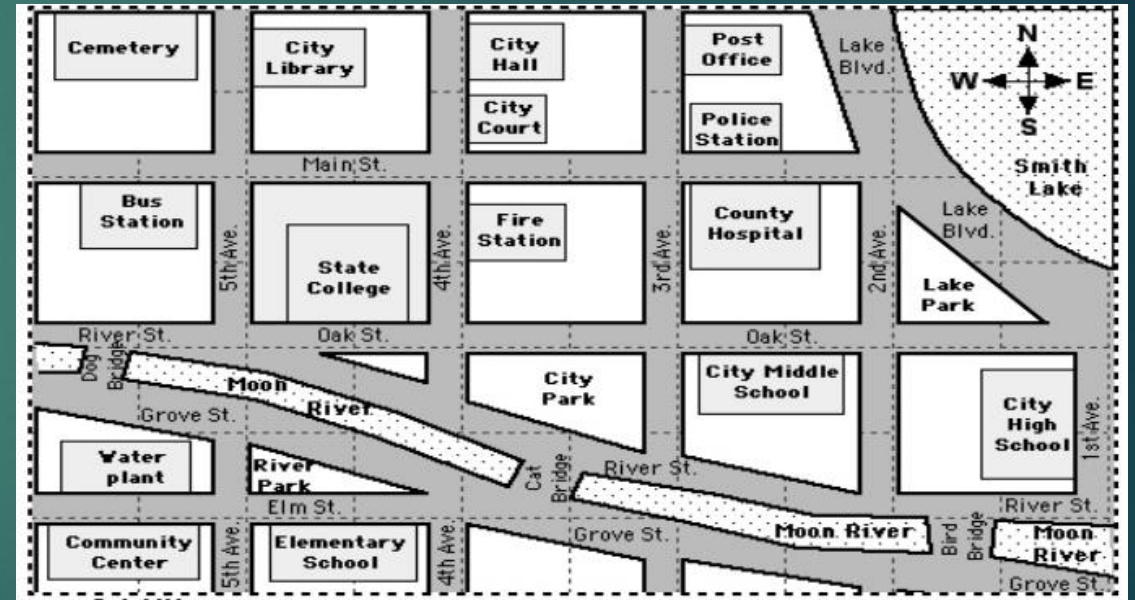 Cemetery
City
Library
City
Hall
City
Court
Post
Office
Police
Station
Lake
Blvd.
N
W E
S
Smith
Lake
Main St.
Bus
Station
5th Ave.
State
College
4th Ave.
Fire
Station
3rd Ave.
County
Hospital
2nd Ave.
Lake
Blvd.
Lake
Park
River St.
Oak St.
Oak St.
Dog
Bridge
Moon
River
Grove St.
City
Park
City Middle
School
City
High
School
1st Ave.
Water
plant
River
Park
Cat
Bridge
River St.
Elm St.
River St.
Community
Center
5th Ave.
Elementary
School
4th Ave.
Grove St.
Moon River
Bird
Bridge
Moon
River
Grove St.